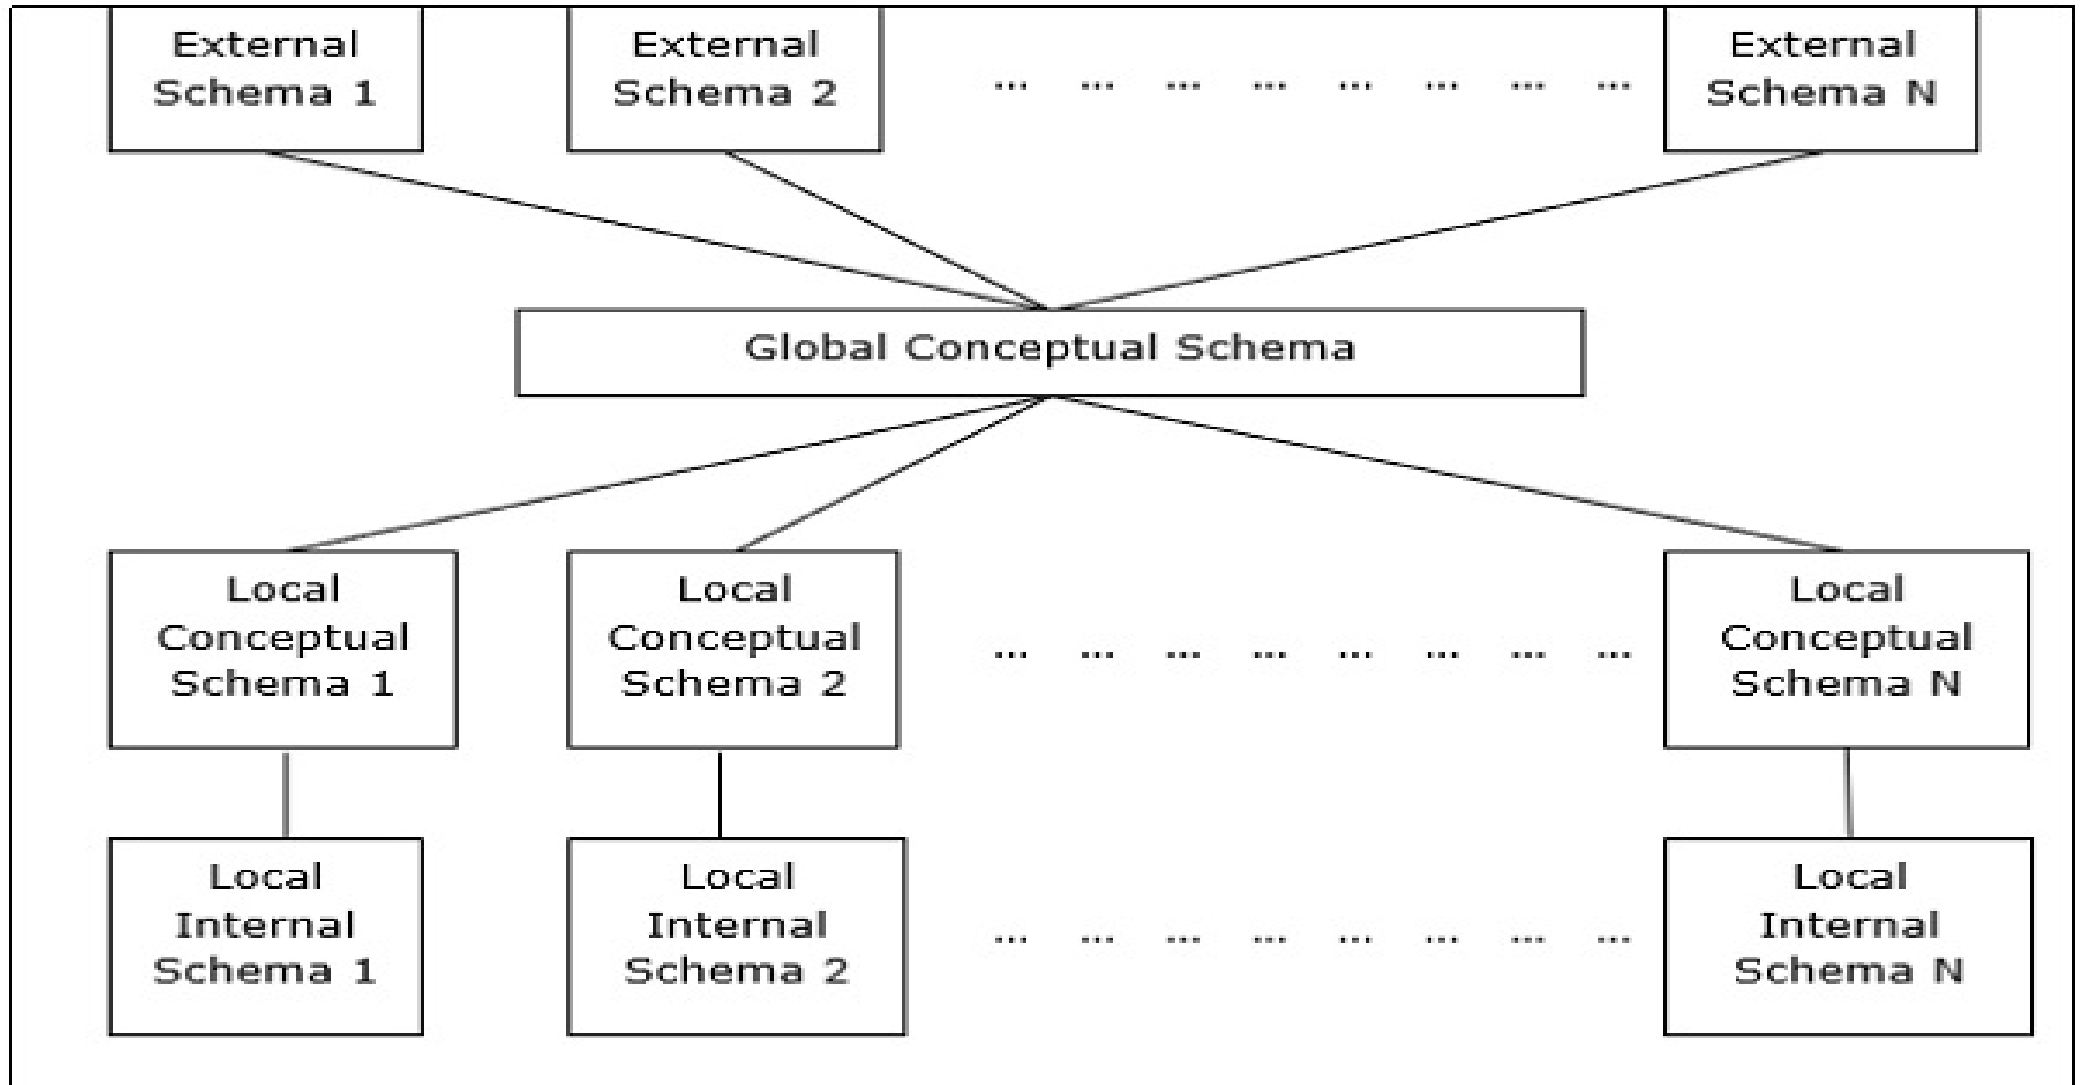 External
Schema 1
External
Schema 2
... ... ... ... ... ... ... ...
External
Schema N
Global Conceptual Schema
Local
Conceptual
Schema 1
Local
Conceptual
Schema 2
... ... ... ... ... ... ... ...
Local
Conceptual
Schema N
Local
Internal
Schema 1
Local
Internal
Schema 2
... ... ... ... ... ... ... ...
Local
Internal
Schema N